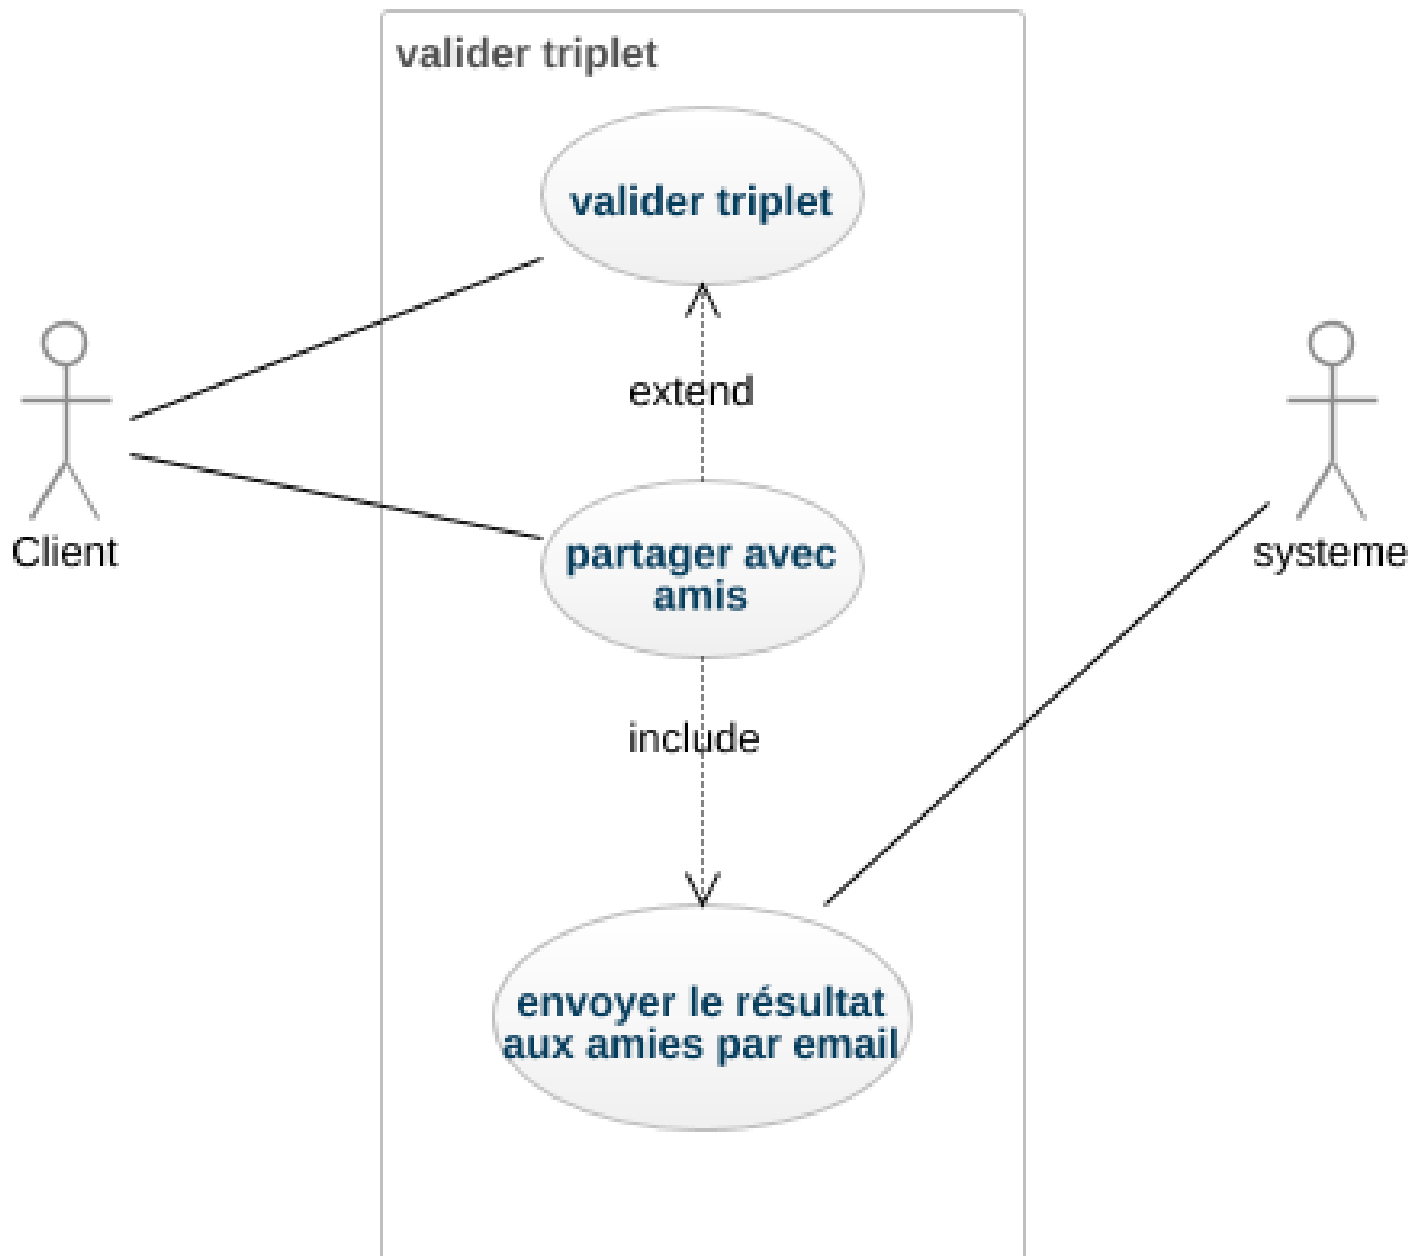 valider triplet
valider triplet
extend
Client
systeme
partager avec
amis
include
envoyer le résultat
aux amies par email